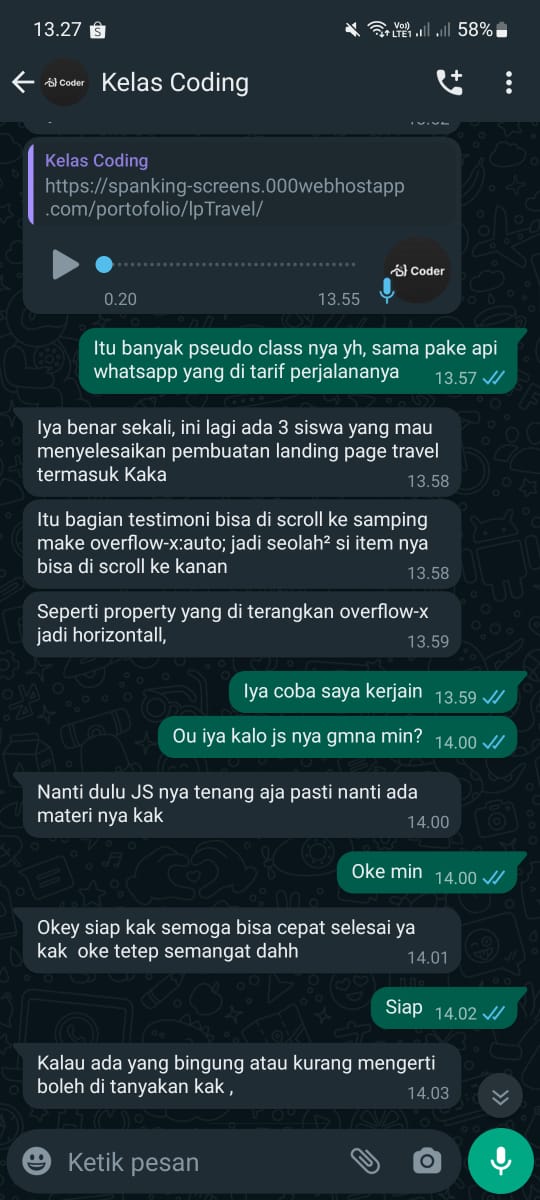 13.27
Vo))
LTE1
58%
Coder
Kelas Coding
Kelas Coding
https://spanking-screens.000webhostapp
.com/portofolio/lpTravel/
Coder
0.20
13.55
Itu banyak pseudo class nya yh, sama pake api
whatsapp yang di tarif perjalananya
13.57
Iya benar sekali, ini lagi ada 3 siswa yang mau
menyelesaikan pembuatan landing page travel
termasuk Kaka
13.58
Itu bagian testimoni bisa di scroll ke samping
make overflow-x:auto; jadi seolah² si item nya
bisa di scroll ke kanan
13.58
Seperti property yang di terangkan overflow-x
jadi horizontall,
13.59
Iya coba saya kerjain
13.59
Ou iya kalo js nya gmna min?
14.00
Nanti dulu JS nya tenang aja pasti nanti ada
materi nya kak
14.00
Oke min
14.00
Okey siap kak semoga bisa cepat selesai ya
kak  oke tetep semangat dahh
14.01
Siap
14.02
Kalau ada yang bingung atau kurang mengerti
boleh di tanyakan kak ,
14.03
Ketik pesan